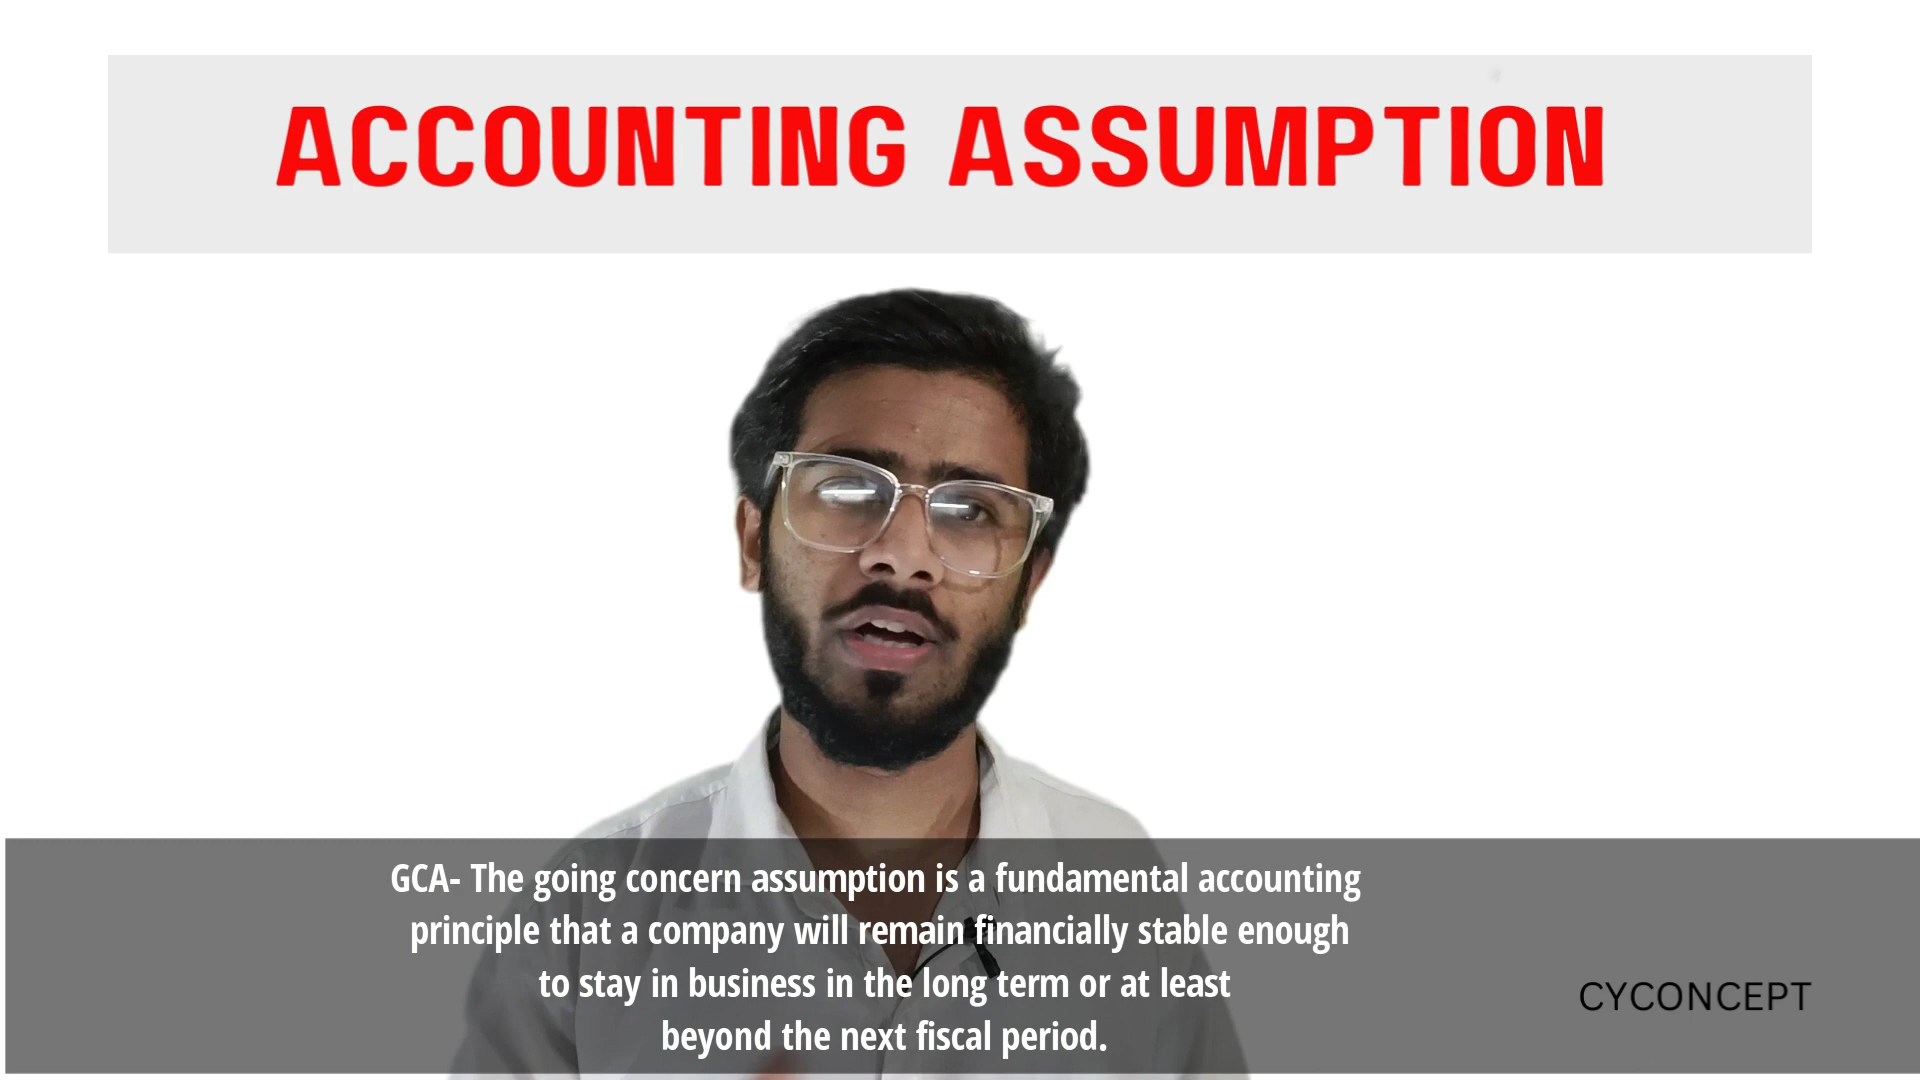 ACCOUNTING ASSUMPTION
GCA- The going concern assumption is a fundamental accounting
principle that a company will remain financially stable enough
to stay in business in the long term or at least
beyond the next fiscal period.
CYCONCEPT